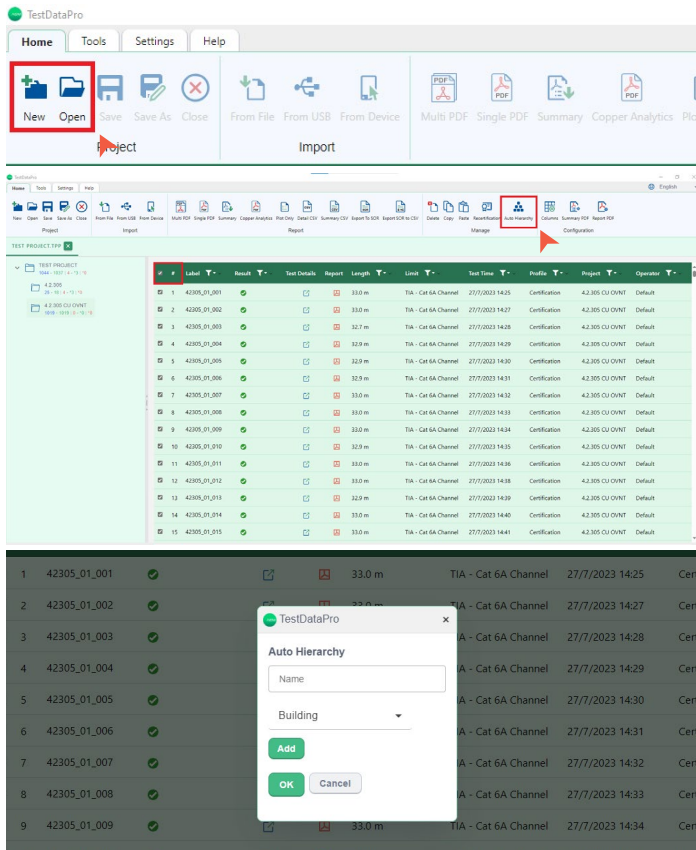 TestDataPro
Home Tools Settings Help
New Open Save Save As Close From File From USB From Device Multi PDF Single PDF Summary Copper Analytics
Project Import
TestDataPro
Home Tools Settings Help English
New Open Save Save As Close From File From USB From Device Multi PDF Single PDF Summary Copper Analytics Plot Only Detail CSV Summary CSV Export to SOR Export SOR to CSV Delete Copy Paste Recertification Auto Hierarchy Columns Summary PDF Report PDF
Project Import Report Manage Configuration
TEST PROJECT.TPP
TEST PROJECT
4.2.305 CU OVNT
# Label Result Test Details Report Length Limit Test Time Profile Project Operator
1 42305_01_001 33.0 m TIA - Cat 6A Channel 27/7/2023 14:25 Certification 4.2.305 CU OVNT Default
2 42305_01_002 33.0 m TIA - Cat 6A Channel 27/7/2023 14:27 Certification 4.2.305 CU OVNT Default
3 42305_01_003 32.7 m TIA - Cat 6A Channel 27/7/2023 14:28 Certification 4.2.305 CU OVNT Default
4 42305_01_004 32.9 m TIA - Cat 6A Channel 27/7/2023 14:29 Certification 4.2.305 CU OVNT Default
5 42305_01_005 32.9 m TIA - Cat 6A Channel 27/7/2023 14:30 Certification 4.2.305 CU OVNT Default
6 42305_01_006 32.9 m TIA - Cat 6A Channel 27/7/2023 14:31 Certification 4.2.305 CU OVNT Default
7 42305_01_007 33.0 m TIA - Cat 6A Channel 27/7/2023 14:32 Certification 4.2.305 CU OVNT Default
8 42305_01_008 33.0 m TIA - Cat 6A Channel 27/7/2023 14:33 Certification 4.2.305 CU OVNT Default
9 42305_01_009 33.0 m TIA - Cat 6A Channel 27/7/2023 14:34 Certification 4.2.305 CU OVNT Default
10 42305_01_010 32.9 m TIA - Cat 6A Channel 27/7/2023 14:35 Certification 4.2.305 CU OVNT Default
11 42305_01_011 33.0 m TIA - Cat 6A Channel 27/7/2023 14:36 Certification 4.2.305 CU OVNT Default
12 42305_01_012 33.0 m TIA - Cat 6A Channel 27/7/2023 14:38 Certification 4.2.305 CU OVNT Default
13 42305_01_013 32.9 m TIA - Cat 6A Channel 27/7/2023 14:39 Certification 4.2.305 CU OVNT Default
14 42305_01_014 33.0 m TIA - Cat 6A Channel 27/7/2023 14:40 Certification 4.2.305 CU OVNT Default
15 42305_01_015 33.0 m TIA - Cat 6A Channel 27/7/2023 14:41 Certification 4.2.305 CU OVNT Default
1 42305_01_001 33.0 m TIA - Cat 6A Channel 27/7/2023 14:25
2 42305_01_002 33.0 m TIA - Cat 6A Channel 27/7/2023 14:27
3 42305_01_003 IA - Cat 6A Channel 27/7/2023 14:28
4 42305_01_004 IA - Cat 6A Channel 27/7/2023 14:29
5 42305_01_005 IA - Cat 6A Channel 27/7/2023 14:30
6 42305_01_006 IA - Cat 6A Channel 27/7/2023 14:31
7 42305_01_007 IA - Cat 6A Channel 27/7/2023 14:32
8 42305_01_008 IA - Cat 6A Channel 27/7/2023 14:33
9 42305_01_009 33.0 m TIA - Cat 6A Channel 27/7/2023 14:34
TestDataPro
Auto Hierarchy
Name
Building
Add
OK Cancel